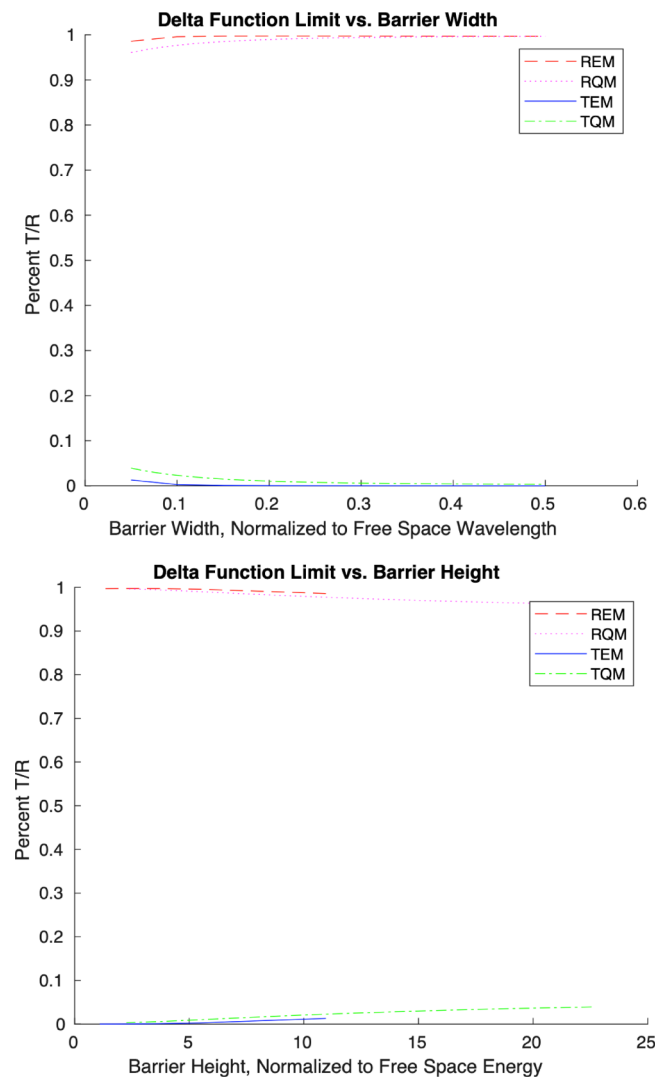 Delta Function Limit vs. Barrier Width
1
0.9
0.8
0.7
0.6
0.5
0.4
0.3
0.2
0.1
0
Percent T/R
REM
RQM
TEM
TQM
0 0.1 0.2 0.3 0.4 0.5 0.6
Barrier Width, Normalized to Free Space Wavelength
Delta Function Limit vs. Barrier Height
1
0.9
0.8
0.7
0.6
0.5
0.4
0.3
0.2
0.1
0
Percent T/R
REM
RQM
TEM
TQM
0 5 10 15 20 25
Barrier Height, Normalized to Free Space Energy